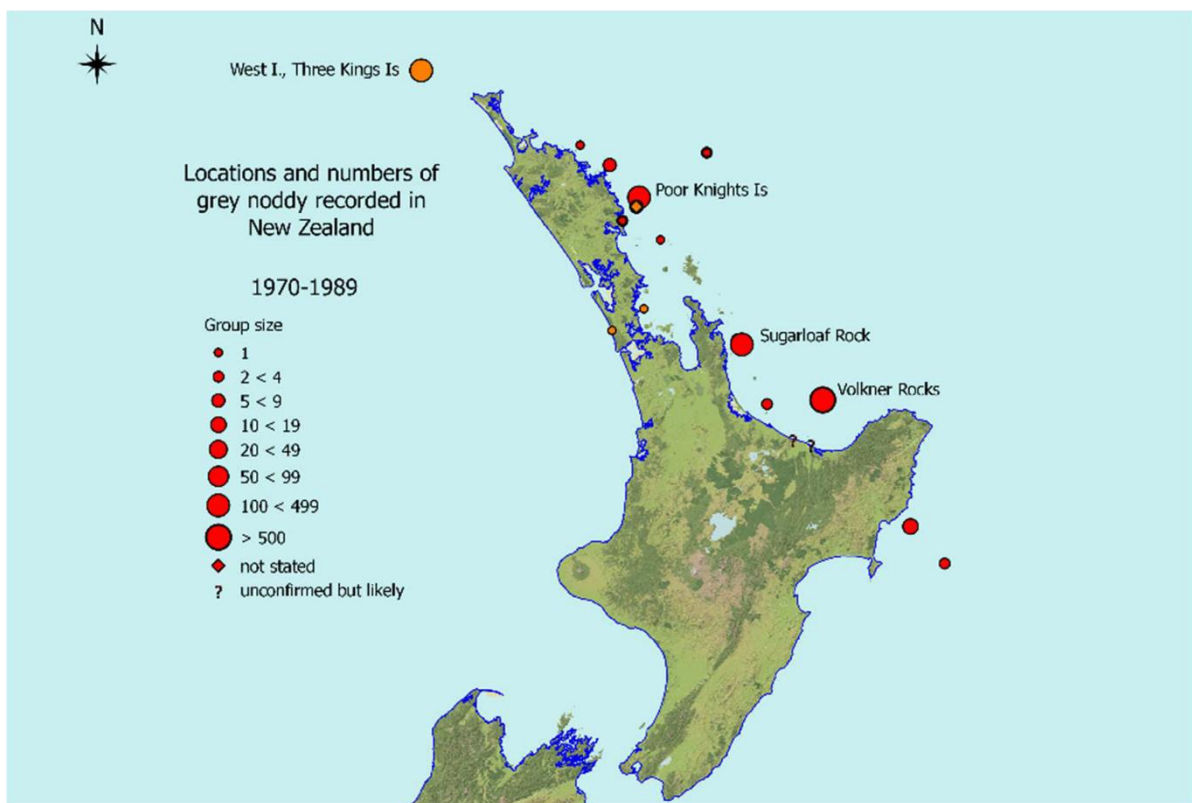 N
West I., Three Kings Is
Locations and numbers of
grey noddy recorded in
New Zealand
1970-1989
Group size
1
2 < 4
5 < 9
10 < 19
20 < 49
50 < 99
100 < 499
> 500
not stated
? unconfirmed but likely
Poor Knights Is
Sugarloaf Rock
Volkner Rocks
? ?